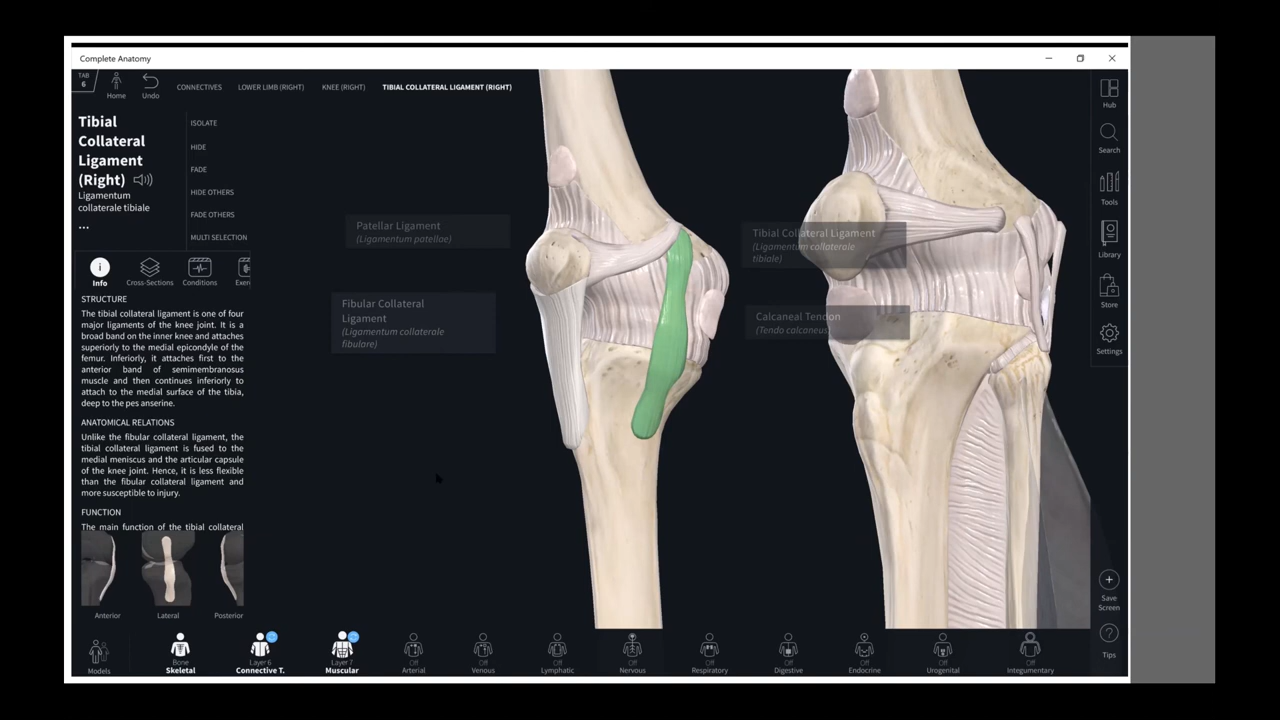 Complete Anatomy
TAB
6
Home
Undo
CONNECTIVES
LOWER LIMB (RIGHT)
KNEE (RIGHT)
TIBIAL COLLATERAL LIGAMENT (RIGHT)
Tibial
Collateral
Ligament
(Right)
Ligamentum
collaterale tibiale
...
ISOLATE
HIDE
FADE
HIDE OTHERS
FADE OTHERS
MULTI SELECTION
Info
Cross-Sections
Conditions
STRUCTURE
The tibial collateral ligament is one of four
major ligaments of the knee joint. It is a
broad band on the inner knee and attaches
superiorly to the medial epicondyle of the
femur. Inferiorly, it attaches first to the
anterior band of semimembranosus
muscle and then continues inferiorly to
attach to the medial surface of the tibia,
deep to the pes anserine.
ANATOMICAL RELATIONS
Unlike the fibular collateral ligament, the
tibial collateral ligament is fused to the
medial meniscus and the articular capsule
of the knee joint. Hence, it is less flexible
than the fibular collateral ligament and
more susceptible to injury.
FUNCTION
The main function of the tibial collateral
Anterior
Lateral
Posterior
Patellar Ligament
(Ligamentum patellae)
Fibular Collateral
Ligament
(Ligamentum collaterale
fibulare)
Tibial Collateral Ligament
(Ligamentum collaterale
tibiale)
Calcaneal Tendon
(Tendo calcaneus)
Hub
Search
Tools
Library
Store
Settings
Save
Screen
Tips
Models
Bone
Skeletal
Layer 6
Connective T.
Layer 7
Muscular
Off
Arterial
Off
Venous
Off
Lymphatic
Off
Nervous
Off
Respiratory
Off
Digestive
Off
Endocrine
Off
Urogenital
Off
Integumentary